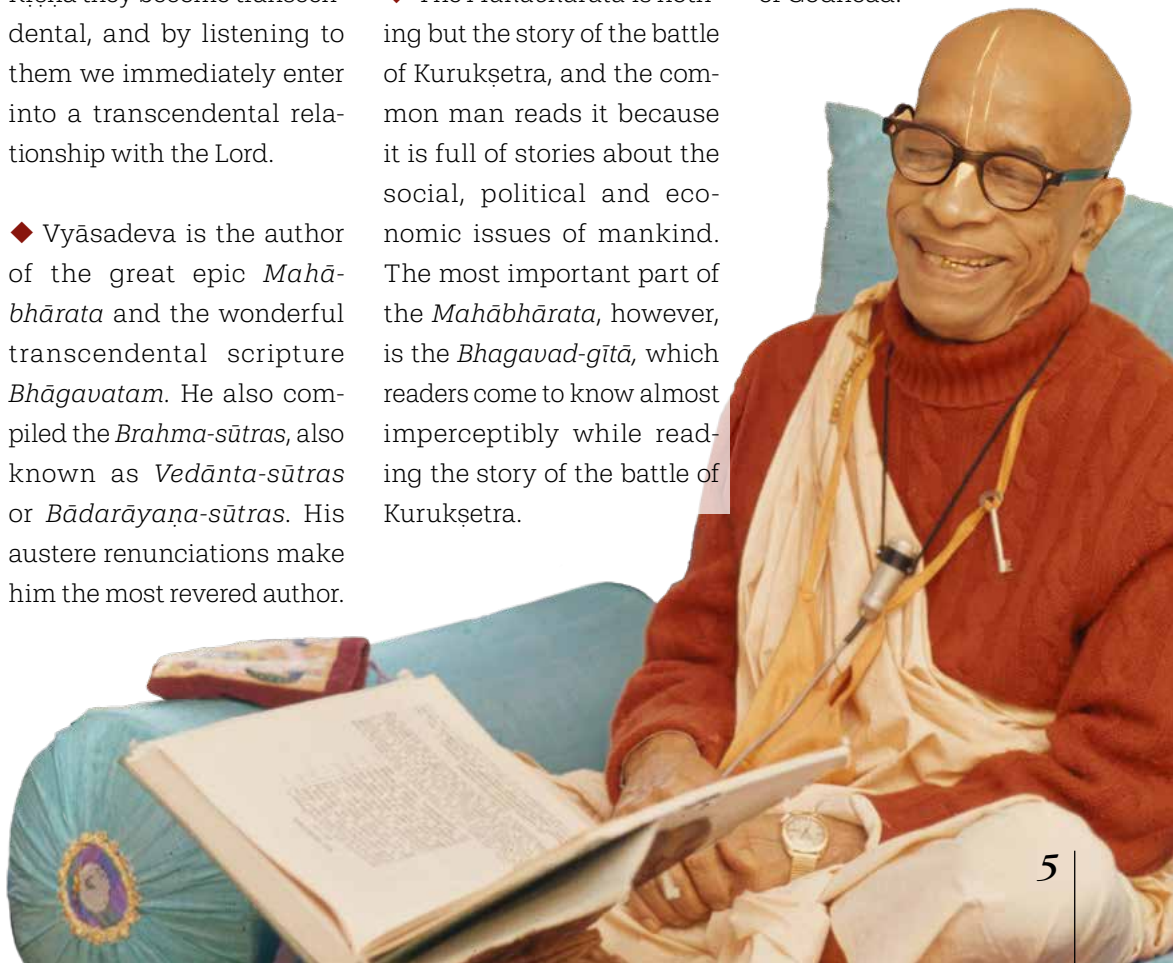 dental, and by listening to
them we immediately enter
into a transcendental rela-
tionship with the Lord.
◆ Vyāsadeva is the author
of the great epic Mahā-
bhārata and the wonderful
transcendental scripture
Bhāgavatam. He also com-
piled the Brahma-sūtras, also
known as Vedānta-sūtras
or Bādarāyaṇa-sūtras. His
austere renunciations make
him the most revered author.
ing but the story of the battle
of Kurukṣetra, and the com-
mon man reads it because
it is full of stories about the
social, political and eco-
nomic issues of mankind.
The most important part of
the Mahābhārata, however,
is the Bhagavad-gītā, which
readers come to know almost
imperceptibly while read-
ing the story of the battle of
Kurukṣetra.
5